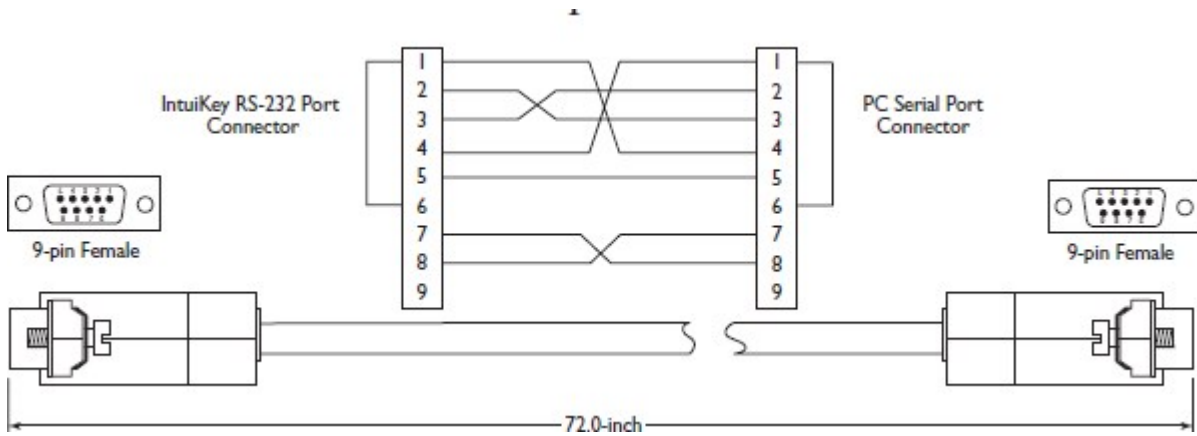 IntuiKey RS-232 Port
Connector
1
2
3
4
5
6
7
8
9
1
2
3
4
5
6
7
8
9
PC Serial Port
Connector
9-pin Female
9-pin Female
72.0-inch